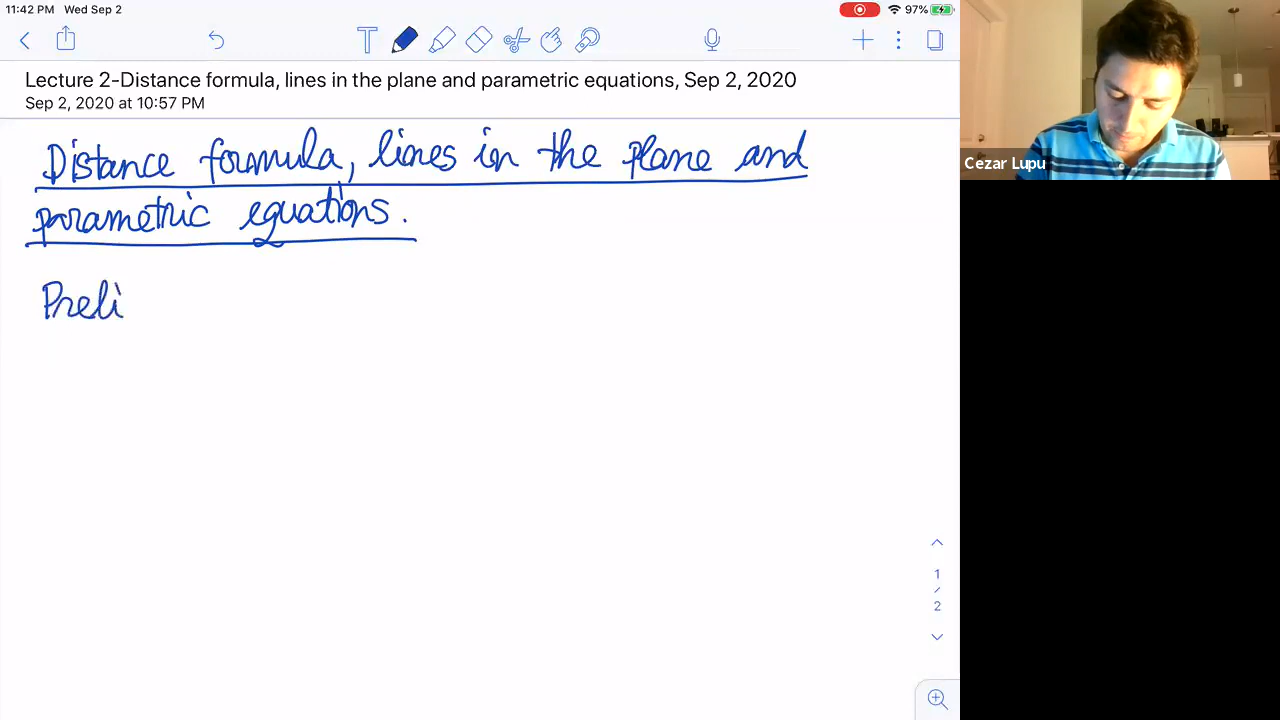 11:42 PM Wed Sep 2
97%
Lecture 2-Distance formula, lines in the plane and parametric equations, Sep 2, 2020
Sep 2, 2020 at 10:57 PM
Distance formula, lines in the plane and
parametric equations.
Preli
Cezar Lupu
1
/
2